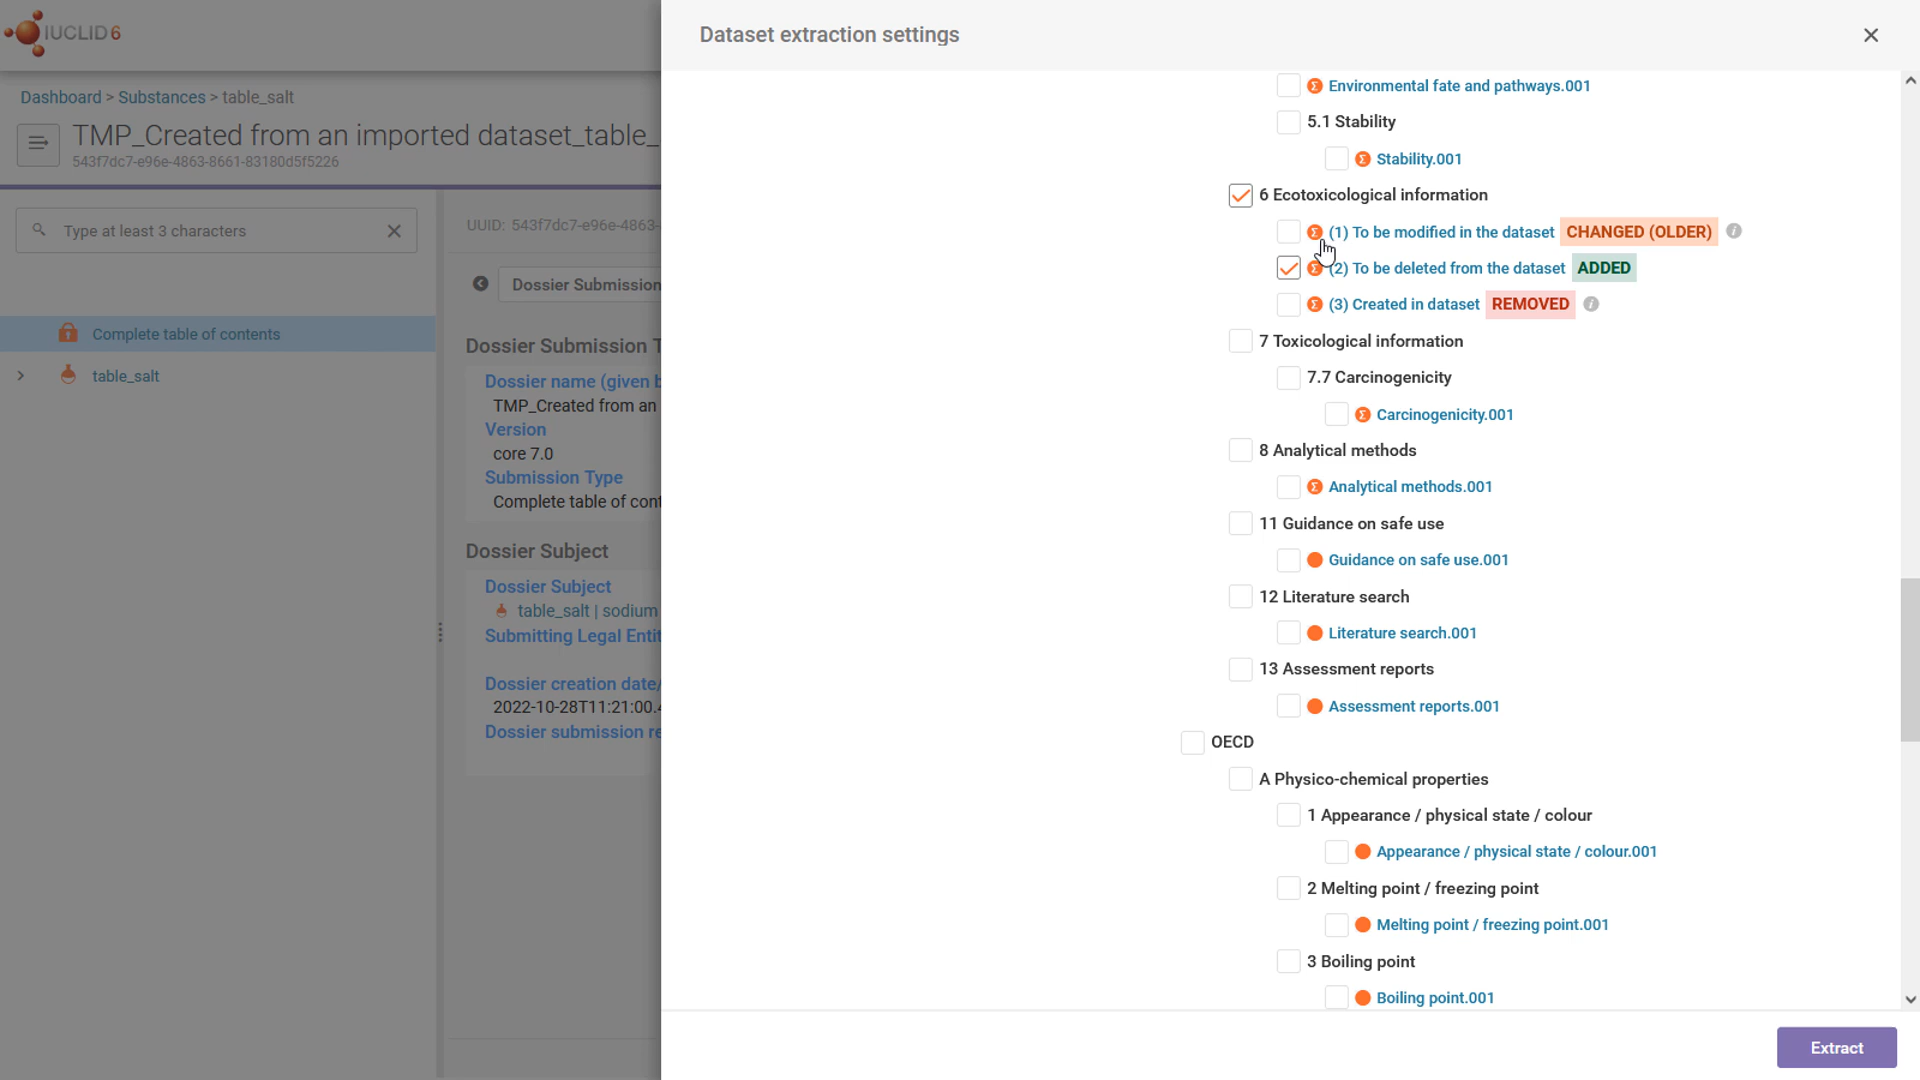 IUCLID 6
Dashboard > Substances > table_salt
TMP_Created from an imported dataset_table_
543f7dc7-e96e-4863-8661-83180d5f5226
Type at least 3 characters
Complete table of contents
table_salt
UUID: 543f7dc7-e96e-4863-
Dossier Submission
Dossier Submission T
Dossier name (given b
TMP_Created from an
Version
core 7.0
Submission Type
Complete table of cont
Dossier Subject
Dossier Subject
table_salt | sodium
Submitting Legal Entit
Dossier creation date/
2022-10-28T11:21:00.
Dossier submission re
Dataset extraction settings
Environmental fate and pathways.001
5.1 Stability
Stability.001
6 Ecotoxicological information
(1) To be modified in the dataset CHANGED (OLDER)
(2) To be deleted from the dataset ADDED
(3) Created in dataset REMOVED
7 Toxicological information
7.7 Carcinogenicity
Carcinogenicity.001
8 Analytical methods
Analytical methods.001
11 Guidance on safe use
Guidance on safe use.001
12 Literature search
Literature search.001
13 Assessment reports
Assessment reports.001
OECD
A Physico-chemical properties
1 Appearance / physical state / colour
Appearance / physical state / colour.001
2 Melting point / freezing point
Melting point / freezing point.001
3 Boiling point
Boiling point.001
Extract